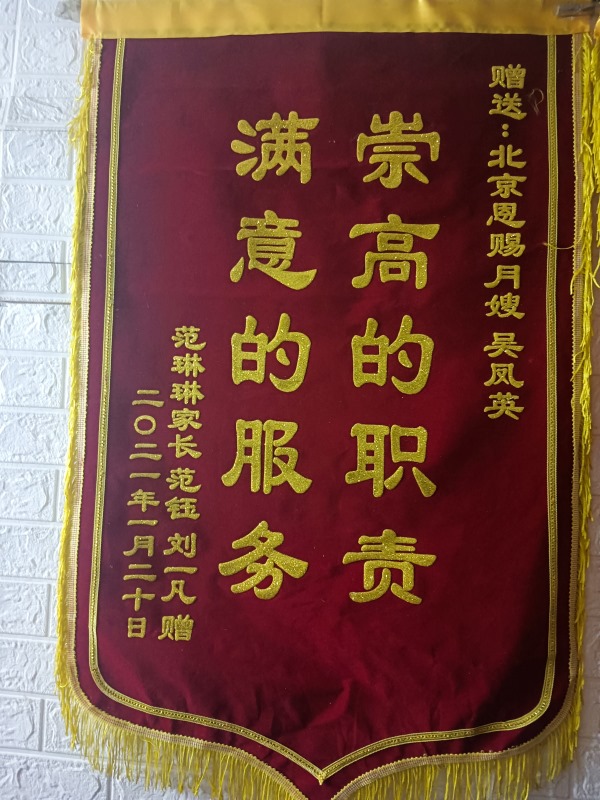 赠送：北京恩赐月嫂 吴凤英
崇高的职责
满意的服务
范琳琳家长 范钰 刘一凡 赠
二〇二一年一月二十日